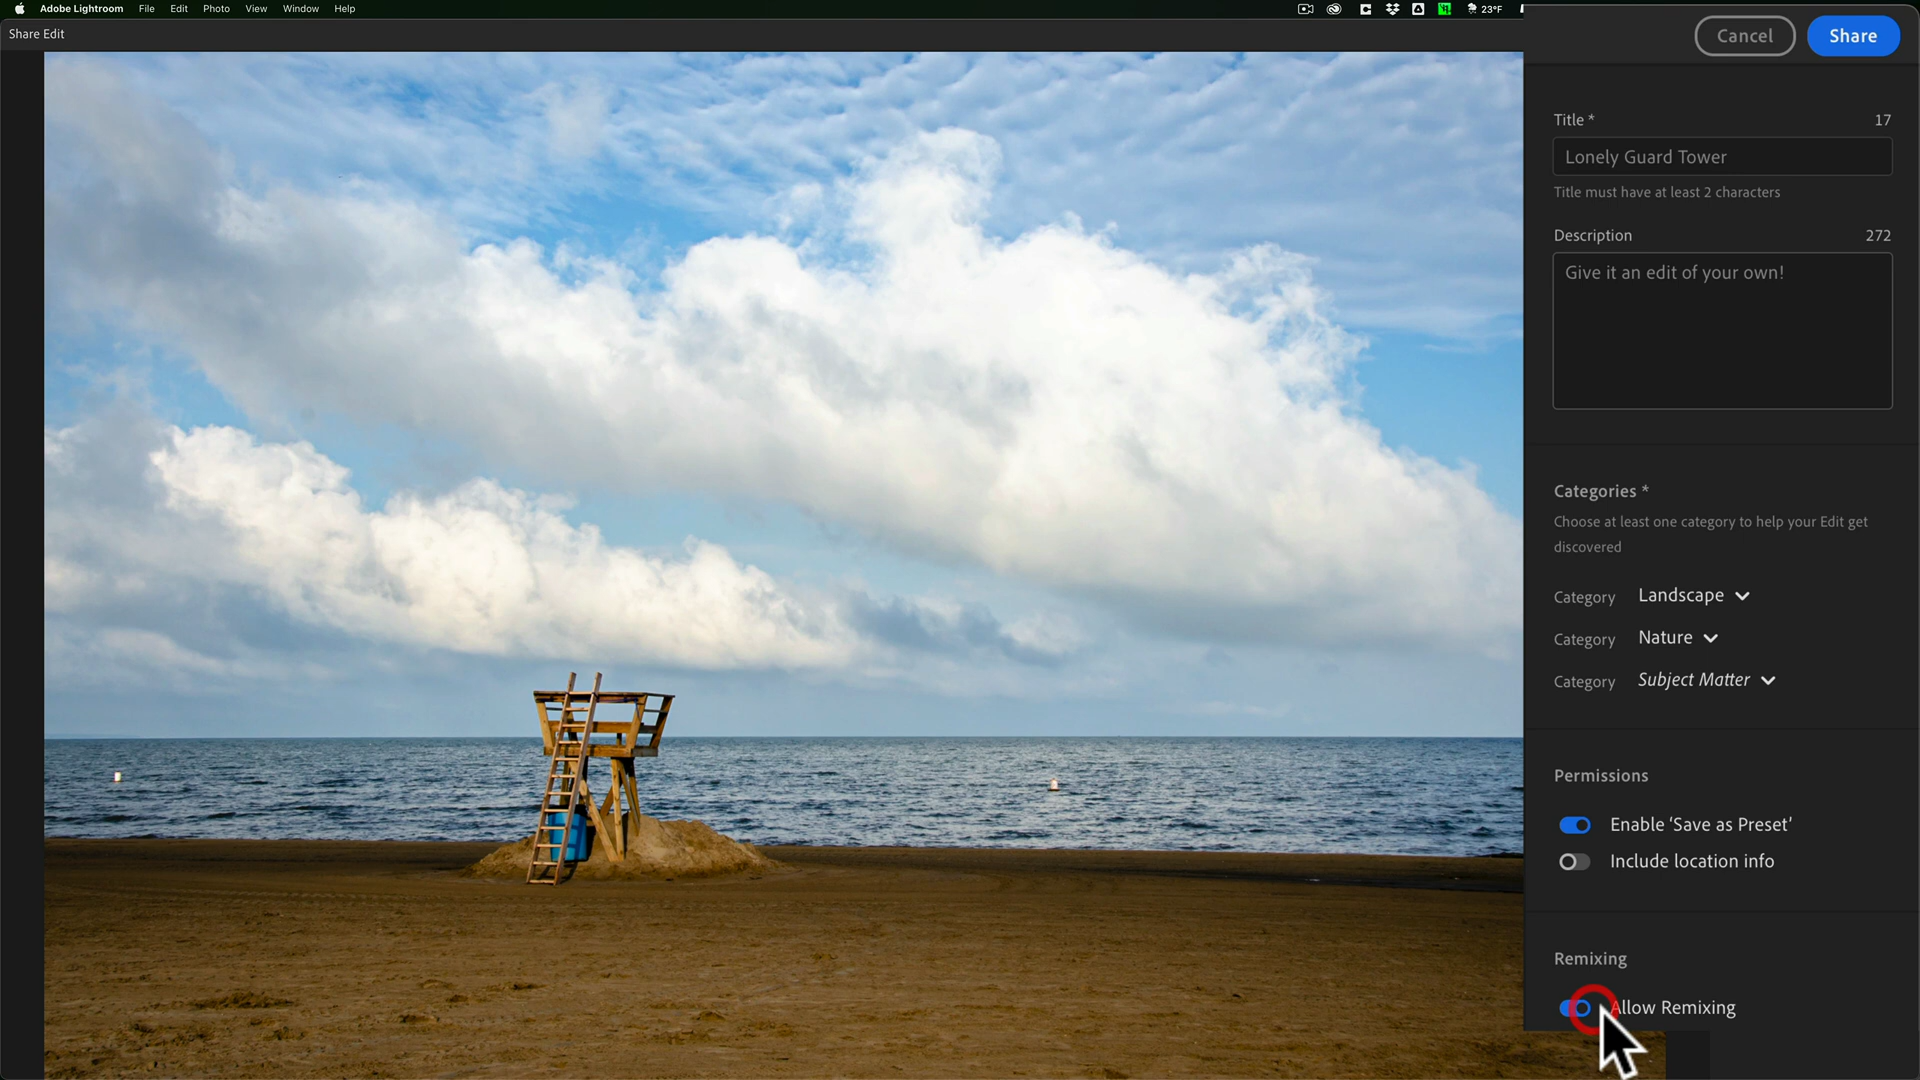 Adobe Lightroom File Edit Photo View Window Help 23°F
Share Edit
Cancel Share
Title * 17
Lonely Guard Tower
Title must have at least 2 characters
Description 272
Give it an edit of your own!
Categories *
Choose at least one category to help your Edit get
discovered
Category Landscape
Category Nature
Category Subject Matter
Permissions
Enable ‘Save as Preset’
Include location info
Remixing
Allow Remixing